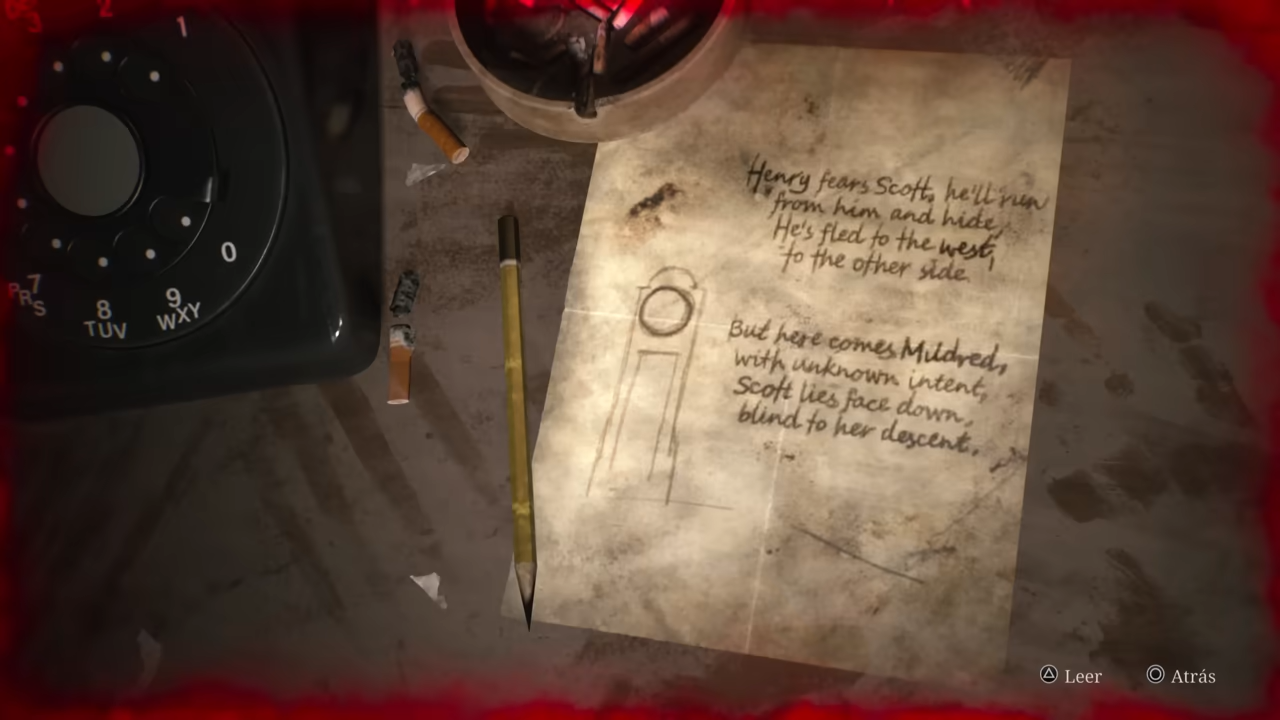 2
1
3
0
7
PRS
8
TUV
9
WXY
Henry fears Scott, he'll run
from him and hide,
He's fled to the west,
to the other side.
But here comes Mildred,
with unknown intent,
Scott lies face down,
blind to her descent.
Leer
Atrás